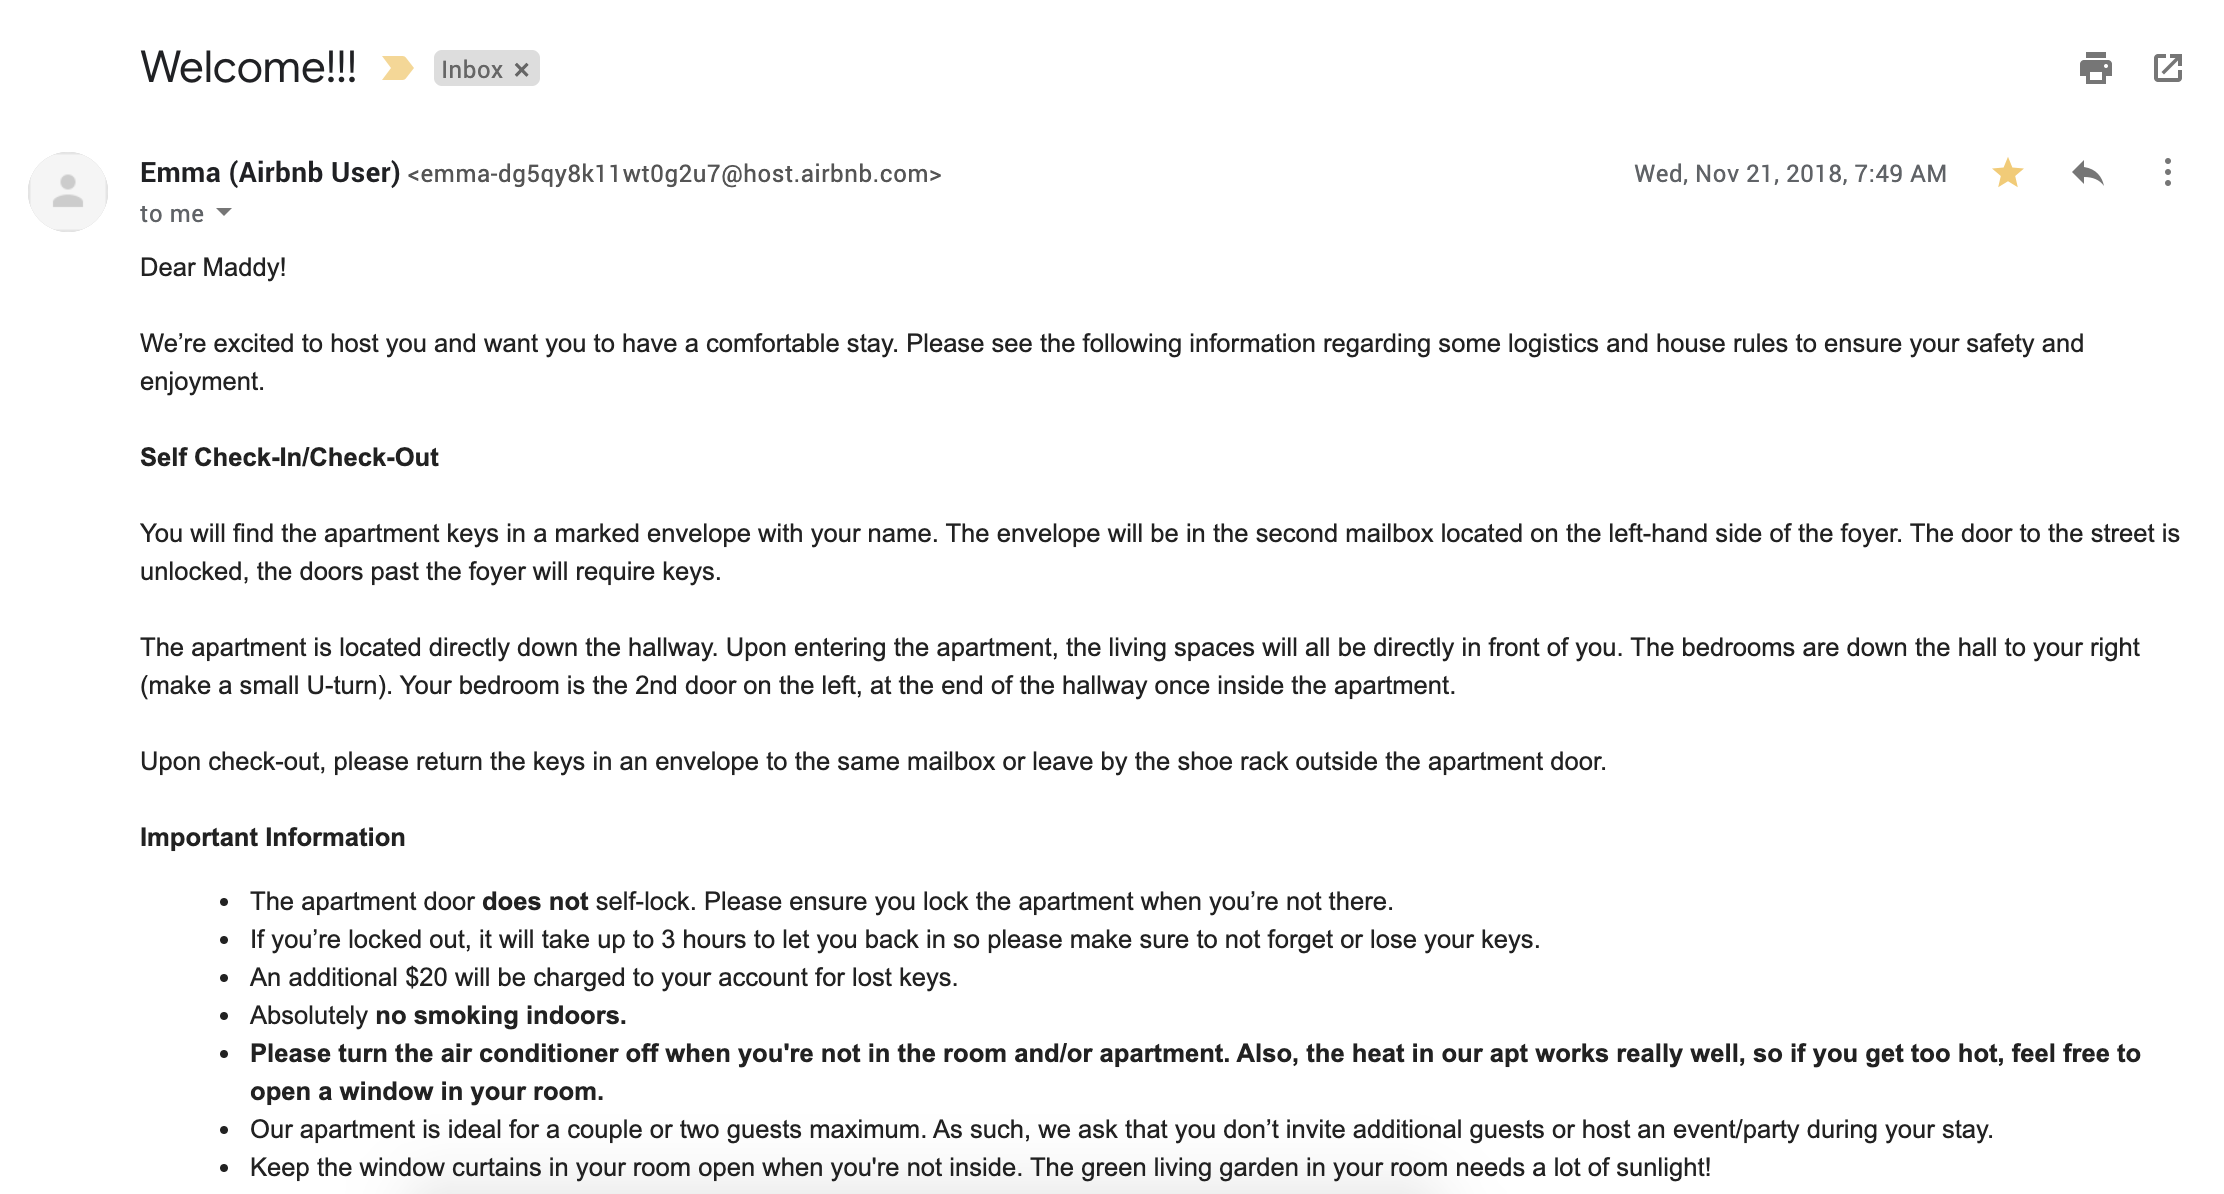 Welcome!!!
Inbox ×
Emma (Airbnb User) <emma-dg5qy8k11wt0g2u7@host.airbnb.com>
Wed, Nov 21, 2018, 7:49 AM
to me
Dear Maddy!
We’re excited to host you and want you to have a comfortable stay. Please see the following information regarding some logistics and house rules to ensure your safety and
enjoyment.
Self Check-In/Check-Out
You will find the apartment keys in a marked envelope with your name. The envelope will be in the second mailbox located on the left-hand side of the foyer. The door to the street is
unlocked, the doors past the foyer will require keys.
The apartment is located directly down the hallway. Upon entering the apartment, the living spaces will all be directly in front of you. The bedrooms are down the hall to your right
(make a small U-turn). Your bedroom is the 2nd door on the left, at the end of the hallway once inside the apartment.
Upon check-out, please return the keys in an envelope to the same mailbox or leave by the shoe rack outside the apartment door.
Important Information
• The apartment door does not self-lock. Please ensure you lock the apartment when you’re not there.
• If you’re locked out, it will take up to 3 hours to let you back in so please make sure to not forget or lose your keys.
• An additional $20 will be charged to your account for lost keys.
• Absolutely no smoking indoors.
• Please turn the air conditioner off when you're not in the room and/or apartment. Also, the heat in our apt works really well, so if you get too hot, feel free to
open a window in your room.
• Our apartment is ideal for a couple or two guests maximum. As such, we ask that you don’t invite additional guests or host an event/party during your stay.
• Keep the window curtains in your room open when you're not inside. The green living garden in your room needs a lot of sunlight!